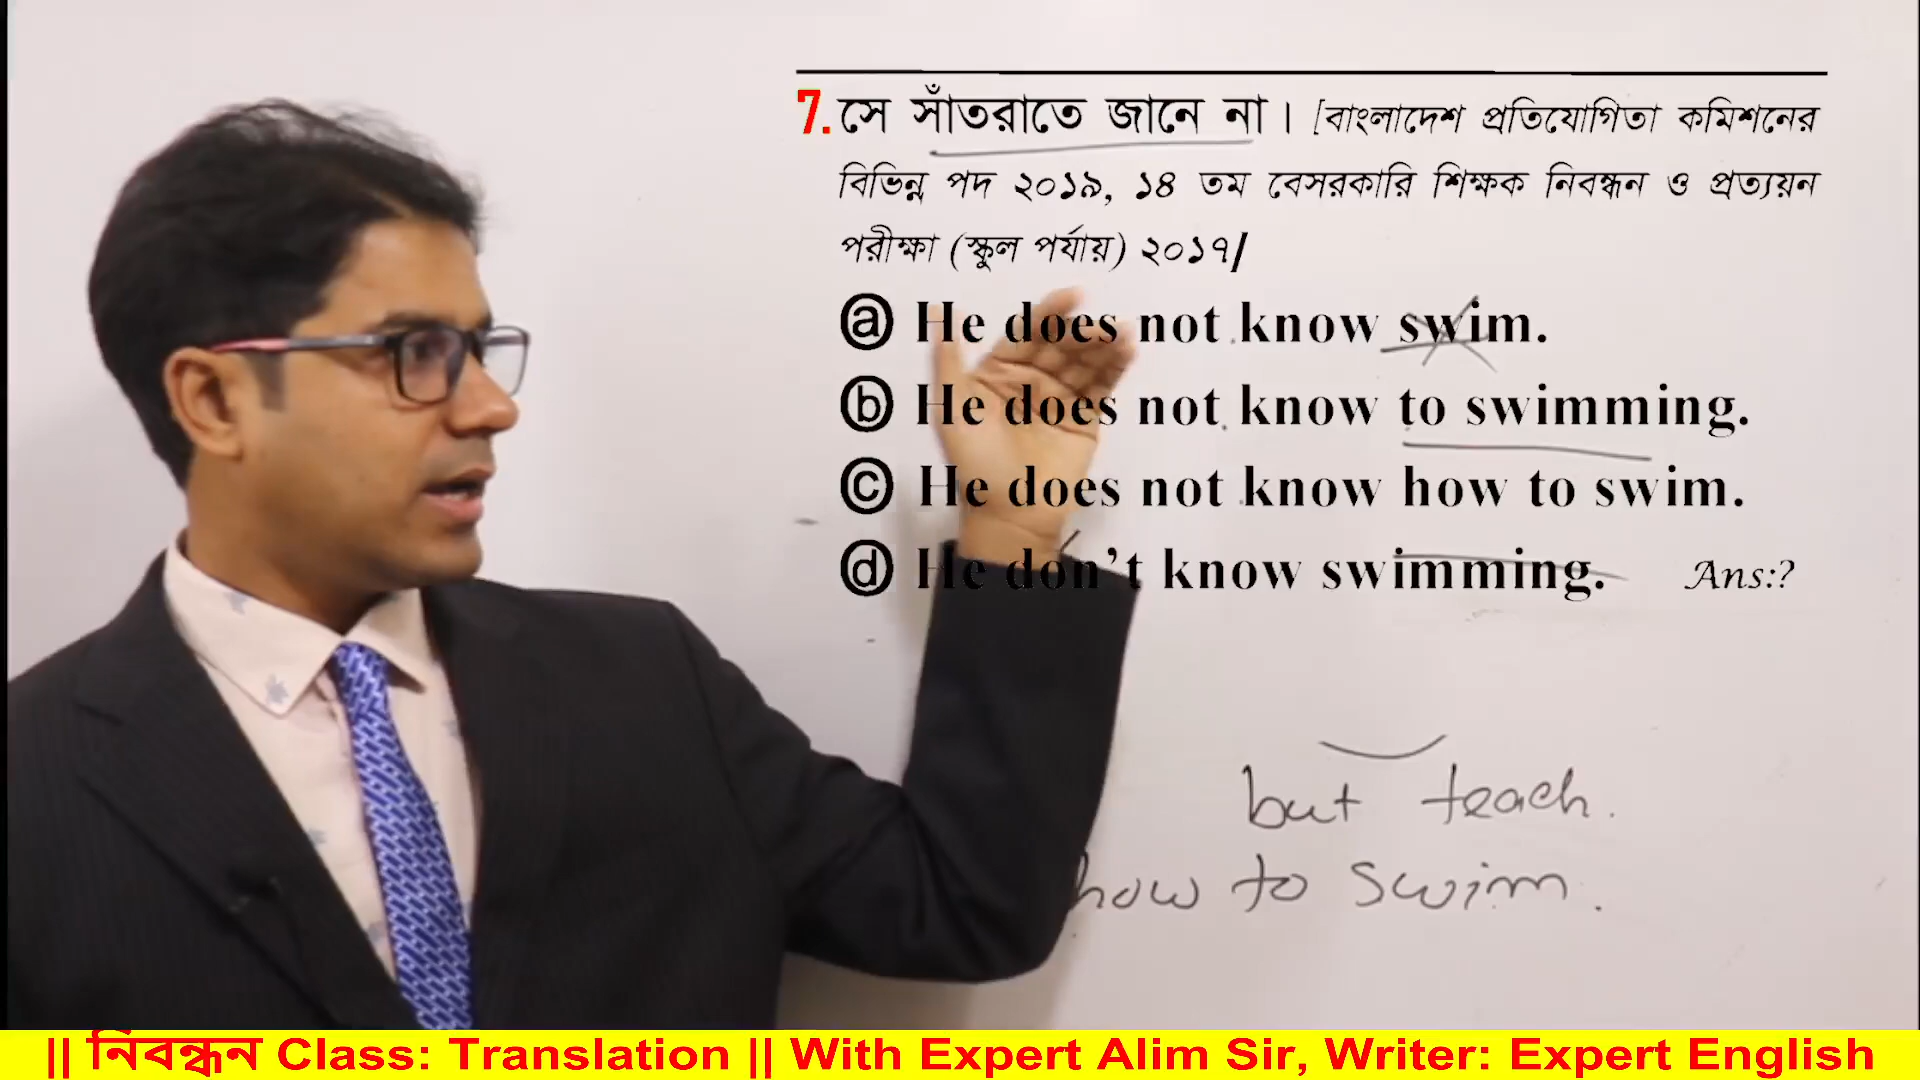 7. সে সাঁতরাতে জানে না। [বাংলাদেশ প্রতিযোগিতা কমিশনের
বিভিন্ন পদ ২০১৯, ১৪ তম বেসরকারি শিক্ষক নিবন্ধন ও প্রত্যয়ন
পরীক্ষা (স্কুল পর্যায়) ২০১৭]
ⓐ He does not know swim.
ⓑ He does not know to swimming.
ⓒ He does not know how to swim.
ⓓ He don't know swimming. Ans:?
but teach.
how to swim.
|| নিবন্ধন Class: Translation || With Expert Alim Sir, Writer: Expert English